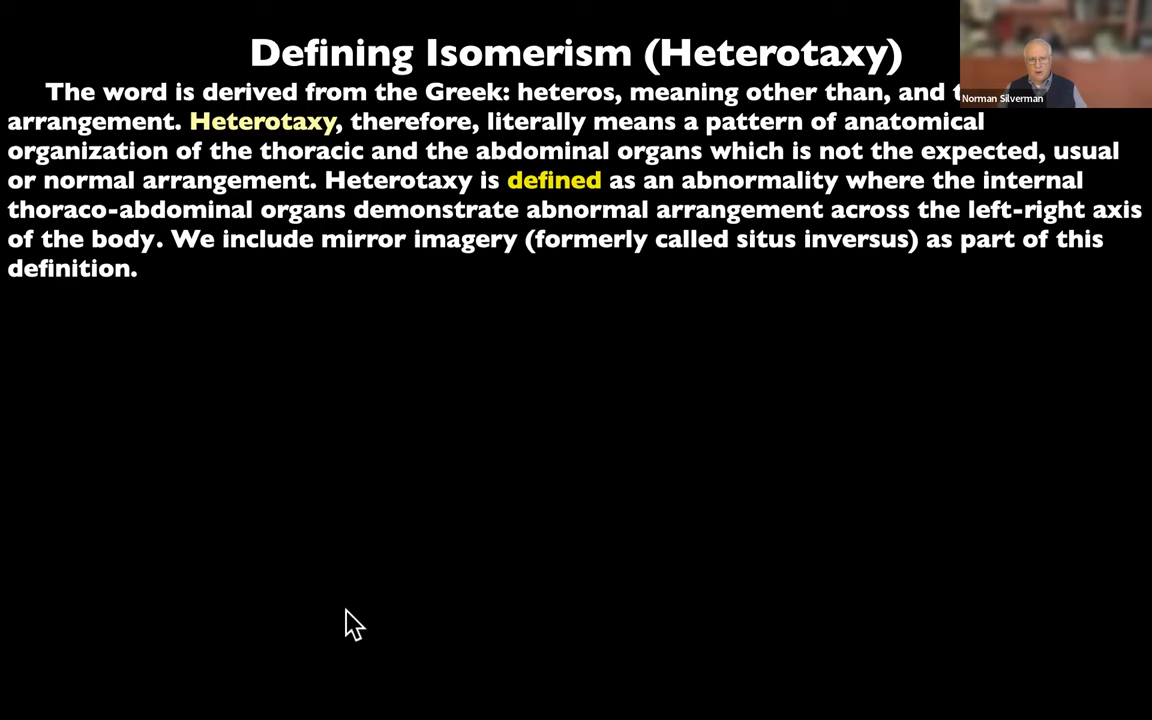 Defining Isomerism (Heterotaxy)
The word is derived from the Greek: heteros, meaning other than, and
Norman Silverman
arrangement. Heterotaxy, therefore, literally means a pattern of anatomical
organization of the thoracic and the abdominal organs which is not the expected, usual
or normal arrangement. Heterotaxy is defined as an abnormality where the internal
thoraco-abdominal organs demonstrate abnormal arrangement across the left-right axis
of the body. We include mirror imagery (formerly called situs inversus) as part of this
definition.